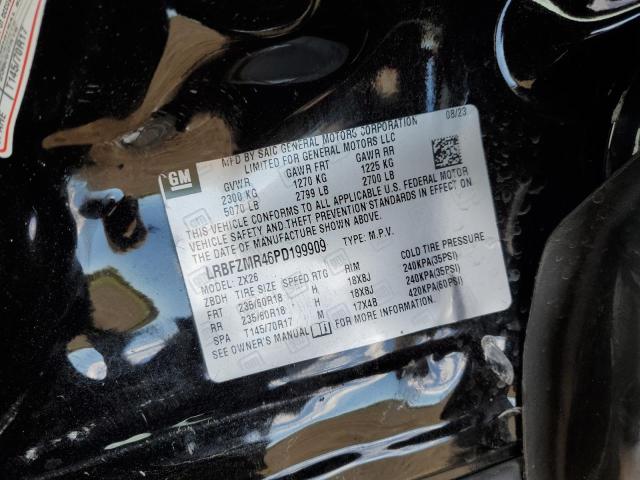 T145/70R17
GM
08/23
MFD BY SAIC GENERAL MOTORS CORPORATION
LIMITED FOR GENERAL MOTORS LLC
GVWR GAWR FRT GAWR RR
2300 KG 1270 KG 1225 KG
5070 LB 2799 LB 2700 LB
THIS VEHICLE CONFORMS TO ALL APPLICABLE U.S. FEDERAL MOTOR
VEHICLE SAFETY AND THEFT PREVENTION STANDARDS IN EFFECT ON
THE DATE OF MANUFACTURE SHOWN ABOVE.
LRBFZMR46PD199909 TYPE: M.P.V.
MODEL: ZX26
ZBDH TIRE SIZE SPEED RTG RIM COLD TIRE PRESSURE
FRT 235/60R18 H 18X8J 240KPA(35PSI)
RR 235/60R18 H 18X8J 240KPA(35PSI)
SPA T145/70R17 M 17X4B 420KPA(60PSI)
SEE OWNER'S MANUAL FOR MORE INFORMATION.